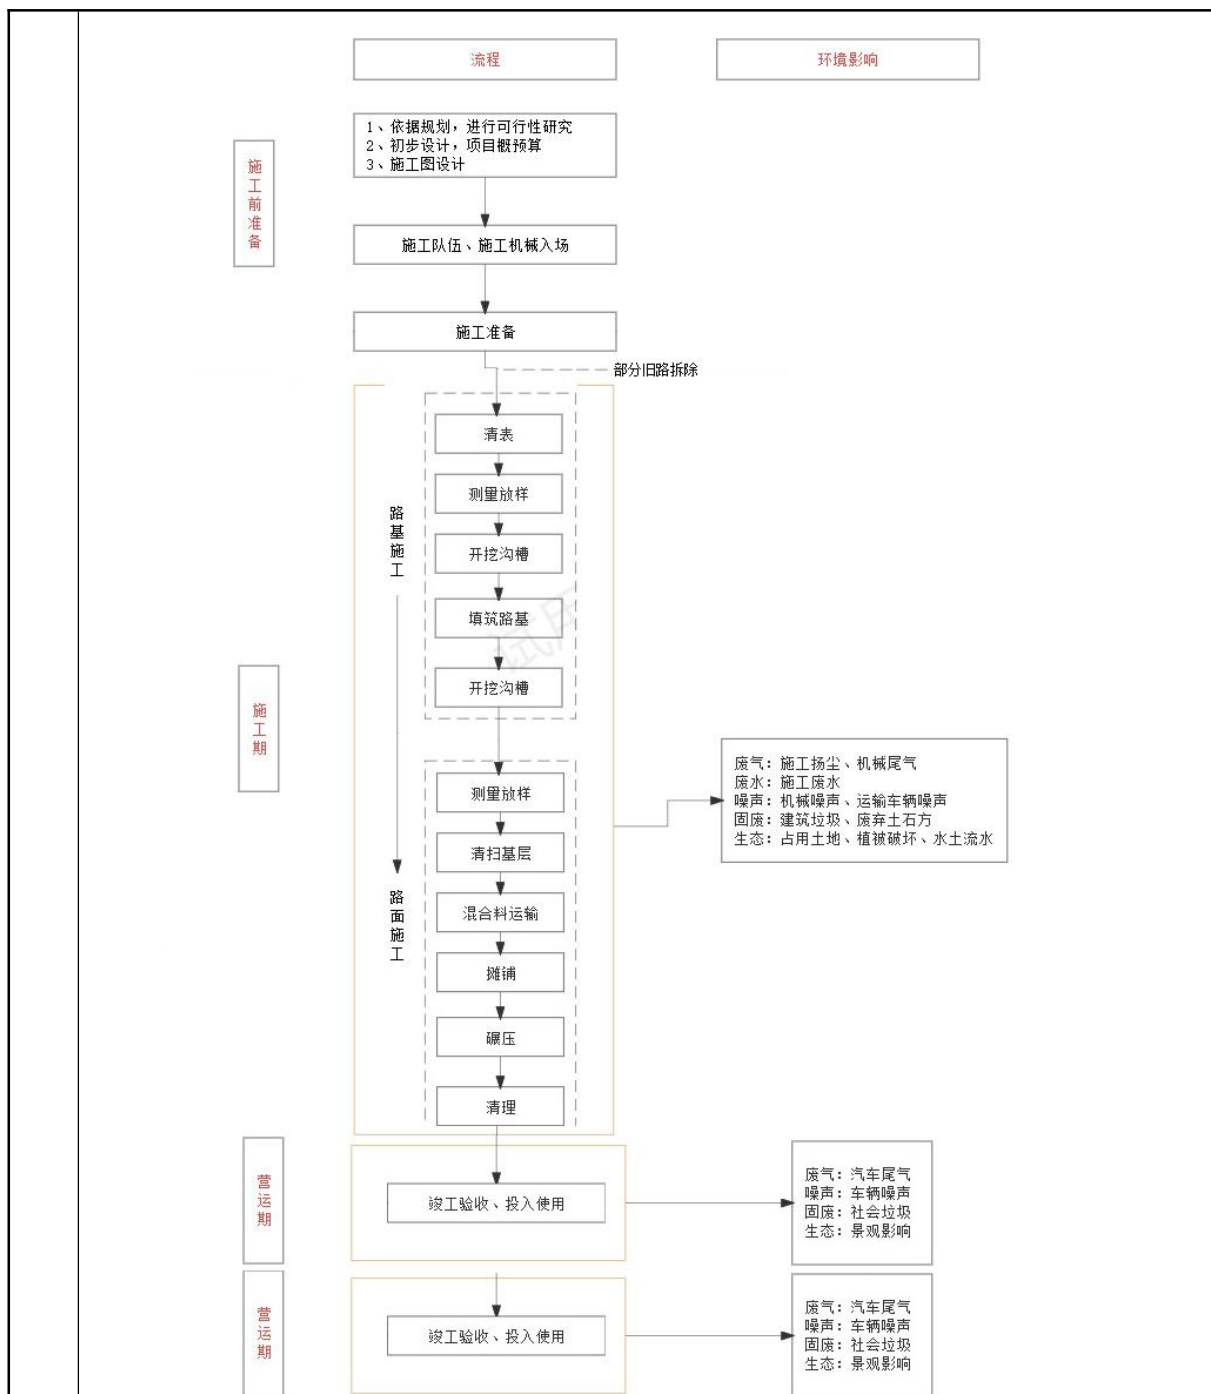 流程
环境影响
施工前准备
1、依据规划，进行可行性研究
2、初步设计，项目概预算
3、施工图设计
施工队伍、施工机械入场
施工准备
部分旧路拆除
施工期
路基施工
清表
测量放样
开挖沟槽
填筑路基
开挖沟槽
路面施工
测量放样
清扫基层
混合料运输
摊铺
碾压
清理
废气：施工扬尘、机械尾气
废水：施工废水
噪声：机械噪声、运输车辆噪声
固废：建筑垃圾、废弃土石方
生态：占用土地、植被破坏、水土流水
营运期
竣工验收、投入使用
废气：汽车尾气
噪声：车辆噪声
固废：社会垃圾
生态：景观影响
营运期
竣工验收、投入使用
废气：汽车尾气
噪声：车辆噪声
固废：社会垃圾
生态：景观影响